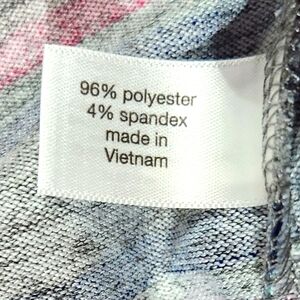 96% polyester
4% spandex
made in
Vietnam